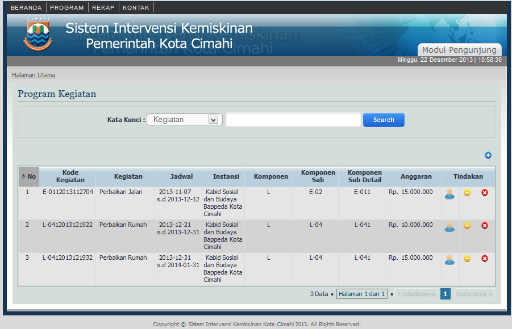 BERANDA PROGRAM REKAP KONTAK
Sistem Intervensi Kemiskinan
Pemerintah Kota Cimahi
Modul Pengunjung
Minggu, 22 Desember 2013 | 10:58:30
Halaman Utama
Program Kegiatan
Kata Kunci : Kegiatan Search
No Kode Kegiatan Kegiatan Jadwal Instansi Komponen Komponen Sub Komponen Sub Detail Anggaran Tindakan
1 E-0112013112704 Perbaikan Jalan 2013-11-07 s.d 2013-12-12 Kabid Sosial dan Budaya Bappeda Kota Cimahi L E-02 E-011 Rp. 15.000.000
2 L-0412013121922 Perbaikan Rumah 2013-12-21 s.d 2013-12-31 Kabid Sosial dan Budaya Bappeda Kota Cimahi L L-04 L-041 Rp. 10.000.000
3 L-0412013121932 Perbaikan Rumah 2013-12-31 s.d 2014-01-31 Kabid Sosial dan Budaya Bappeda Kota Cimahi L L-04 L-041 Rp. 15.000.000
3 Data • Halaman 1 dari 1 • « sebelumnya 1 berikutnya »
Copyright © Sistem Intervensi Kemiskinan Kota Cimahi 2013. All Rights Reserved.